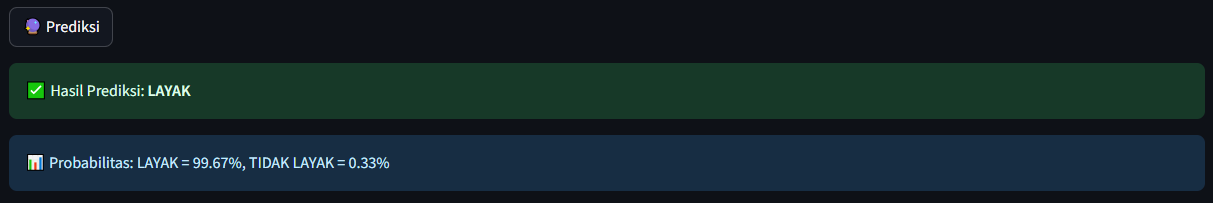 🔮 Prediksi
✅ Hasil Prediksi: LAYAK
📊 Probabilitas: LAYAK = 99.67%, TIDAK LAYAK = 0.33%